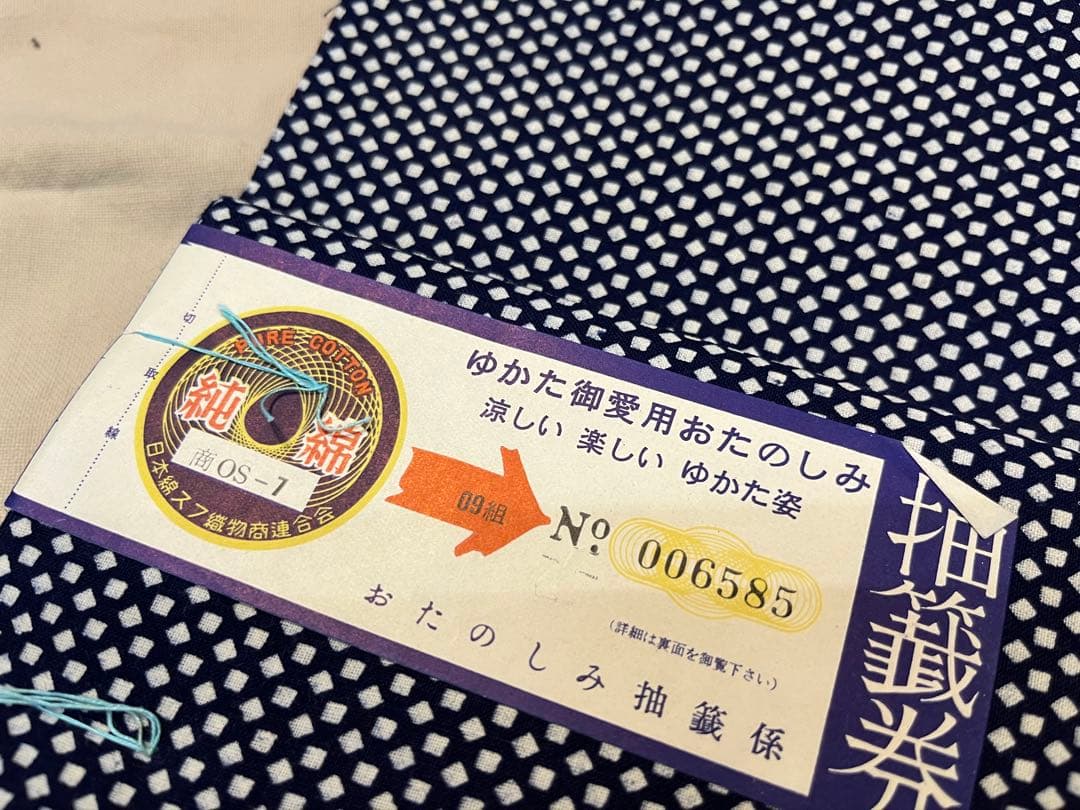 切取線
PURE COTTON
純綿
商OS-1
日本綿スフ織物商連合会
ゆかた御愛用おたのしみ
涼しい 楽しい ゆかた姿
09組
No. 006585
(詳細は裏面を御覧下さい)
おたのしみ抽籤係
抽籤券